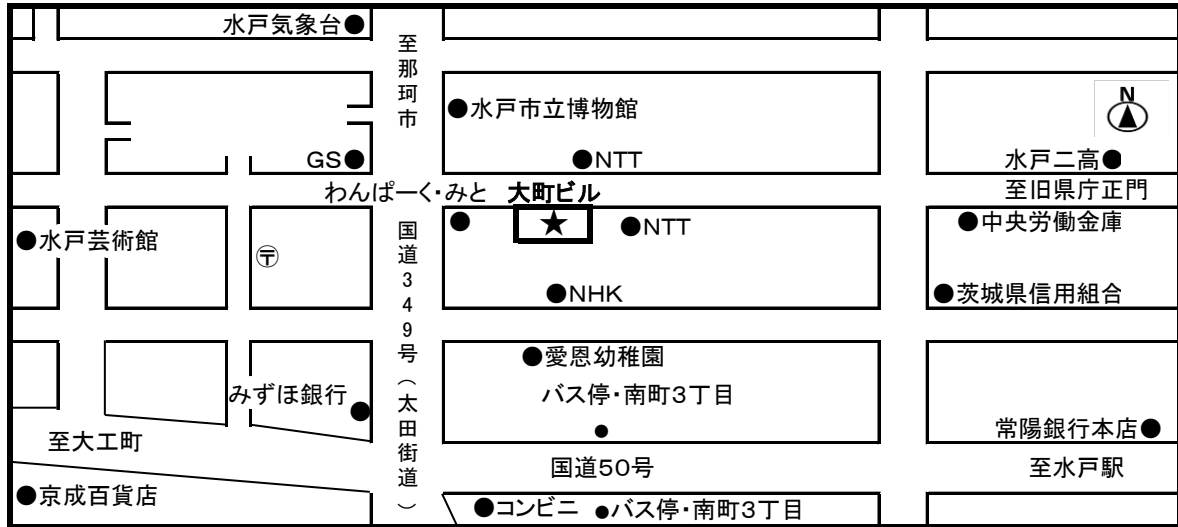 水戸気象台●
至那珂市
●水戸市立博物館
N
GS●
●NTT
水戸二高●
わんぱーく・みと
大町ビル
至旧県庁正門
●水戸芸術館
〒
国道349号(太田街道)
●
★
●NTT
●中央労働金庫
●NHK
●茨城県信用組合
●愛恩幼稚園
みずほ銀行
●
バス停・南町3丁目
●
至大工町
常陽銀行本店●
国道50号
至水戸駅
●京成百貨店
●コンビニ
●バス停・南町3丁目